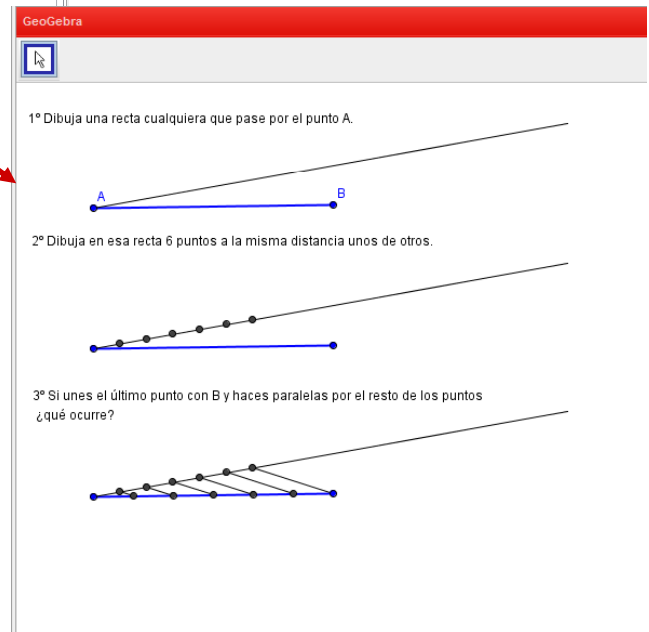 GeoGebra
1º Dibuja una recta cualquiera que pase por el punto A.
A
B
2º Dibuja en esa recta 6 puntos a la misma distancia unos de otros.
3º Si unes el último punto con B y haces paralelas por el resto de los puntos
¿qué ocurre?